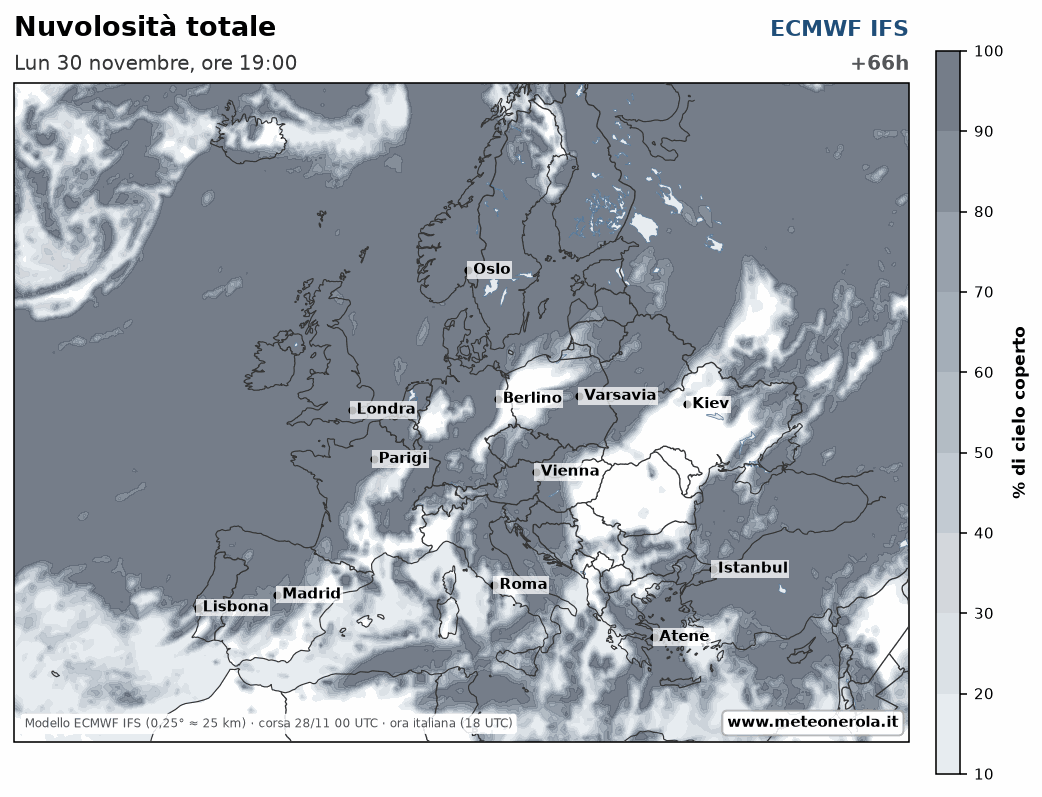 Nuvolosità totale
ECMWF IFS
Lun 30 novembre, ore 19:00
+66h
Oslo
Londra
Berlino
Varsavia
Kiev
Parigi
Vienna
Istanbul
Roma
Madrid
Lisbona
Atene
Modello ECMWF IFS (0,25° ≈ 25 km) · corsa 28/11 00 UTC · ora italiana (18 UTC)
www.meteonerola.it
100
90
80
70
60
50
40
30
20
10
% di cielo coperto